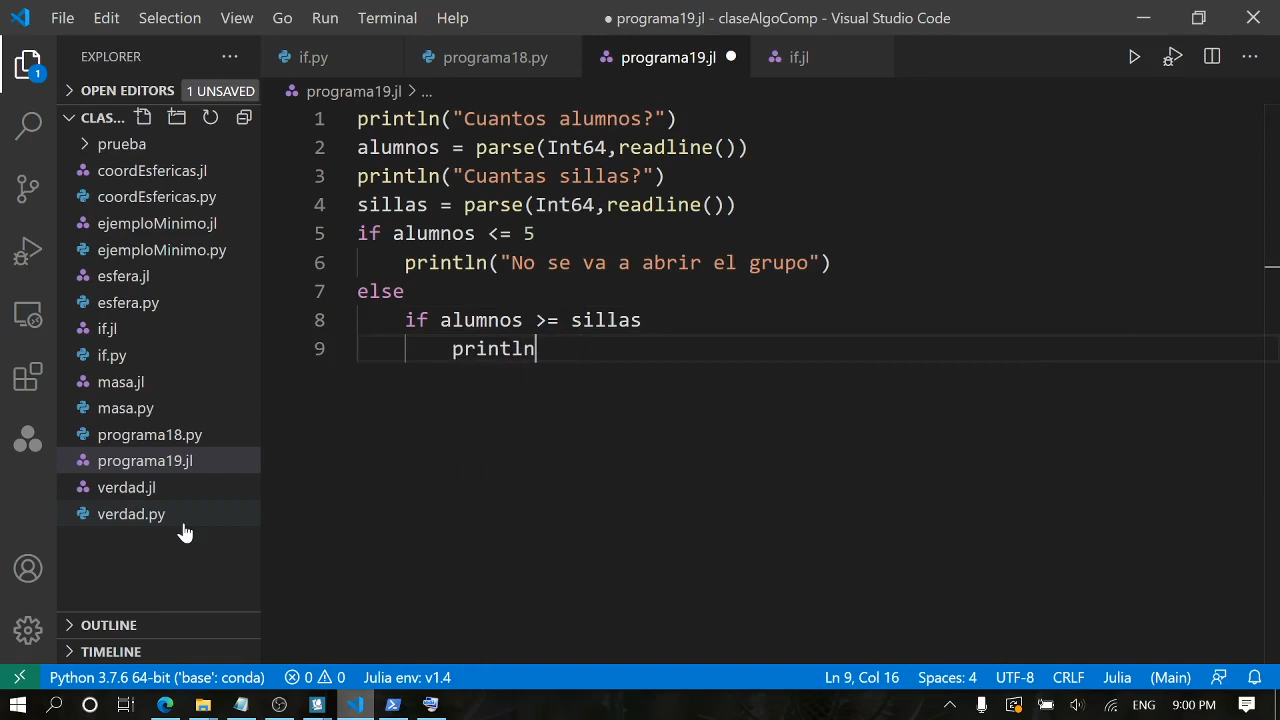 File Edit Selection View Go Run Terminal Help
● programa19.jl - claseAlgoComp - Visual Studio Code
EXPLORER ...
if.py programa18.py programa19.jl ● if.jl
OPEN EDITORS 1 UNSAVED
programa19.jl > ...
CLAS...
prueba
coordEsfericas.jl
coordEsfericas.py
ejemploMinimo.jl
ejemploMinimo.py
esfera.jl
esfera.py
if.jl
if.py
masa.jl
masa.py
programa18.py
programa19.jl
verdad.jl
verdad.py
OUTLINE
TIMELINE
1 println("Cuantos alumnos?")
2 alumnos = parse(Int64,readline())
3 println("Cuantas sillas?")
4 sillas = parse(Int64,readline())
5 if alumnos <= 5
6 println("No se va a abrir el grupo")
7 else
8 if alumnos >= sillas
9 println
1
Python 3.7.6 64-bit ('base': conda) 0 0 Julia env: v1.4 Ln 9, Col 16 Spaces: 4 UTF-8 CRLF Julia (Main)
ENG 9:00 PM